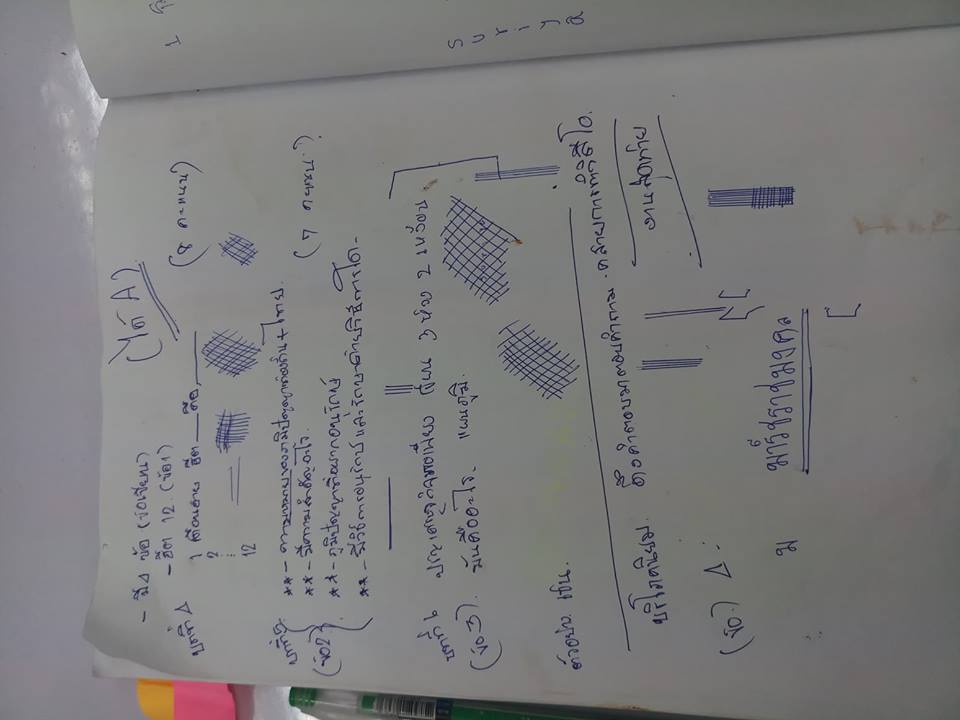 - มี 4 ข้อ (ข้อเขียน)
(ได้ A).
- ฮีต 12. (ข้อ1)
บทที่ 4
1 เดือนอ้าย ฮีต ___ คือ, ___
(8 คะแนน)
2
12
บทที่ 5
(ข้อ2)
** - ความหมายของภูมิปัญญาท้องถิ่น + ไทย.
** - มีความสำคัญอะไร.
(7 คะแนน.)
** - ภูมิปัญญาที่อยากอนุรักษ์
** - มีวิธีการอนุรักษ์และรักษาด้วยวิธีการใด -
บทที่ 6 ปรัชเศรษฐกิจพอเพียง เขียน 3 ห่วง 2 เหงื่อน
(ข้อ3). มันคืออะไร. แผนภูมิ.
ตัวอย่าง เช่น.
บริโภคนิยม. ดึงคำตอบมาตอบคำถาม. คล้ายการทำวิดีโอ.
งานสุดท้าย
(ข้อ.) 4 -
ม
มาร์ชราชมงคล
1
Suriya